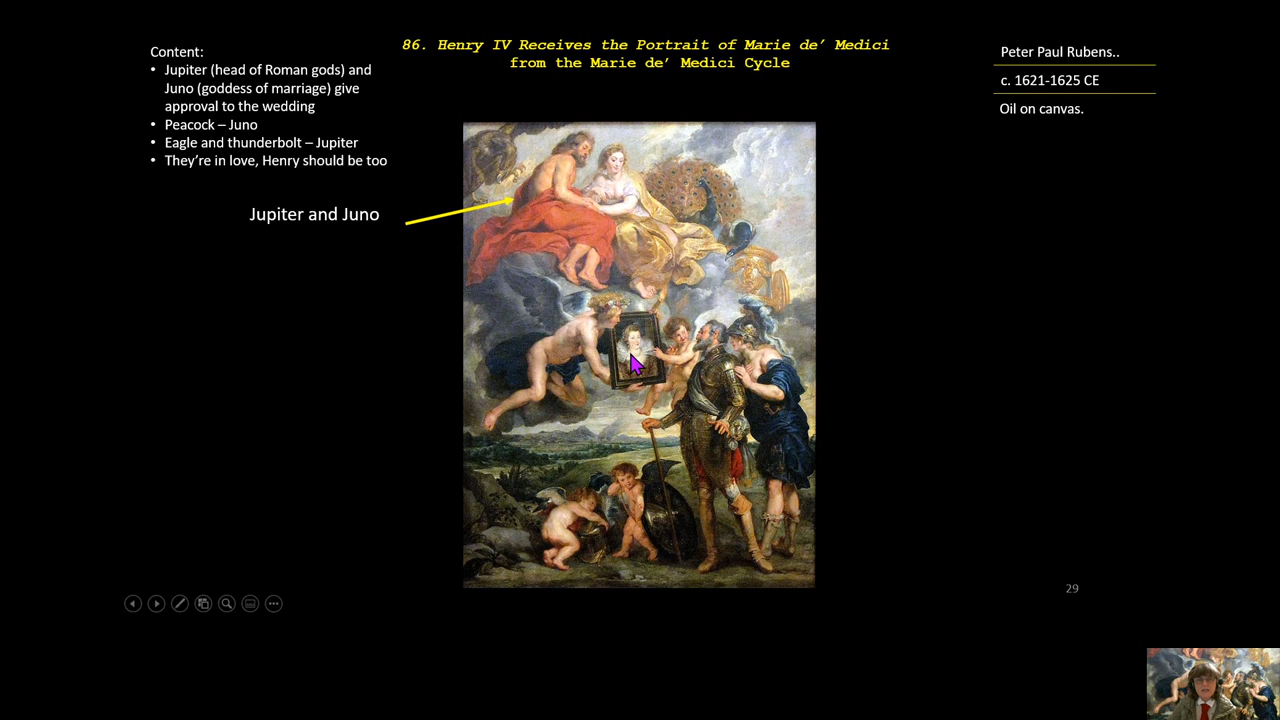 86. Henry IV Receives the Portrait of Marie de’ Medici
from the Marie de’ Medici Cycle
Content:
• Jupiter (head of Roman gods) and
Juno (goddess of marriage) give
approval to the wedding
• Peacock – Juno
• Eagle and thunderbolt – Jupiter
• They’re in love, Henry should be too
Jupiter and Juno
Peter Paul Rubens..
c. 1621-1625 CE
Oil on canvas.
29